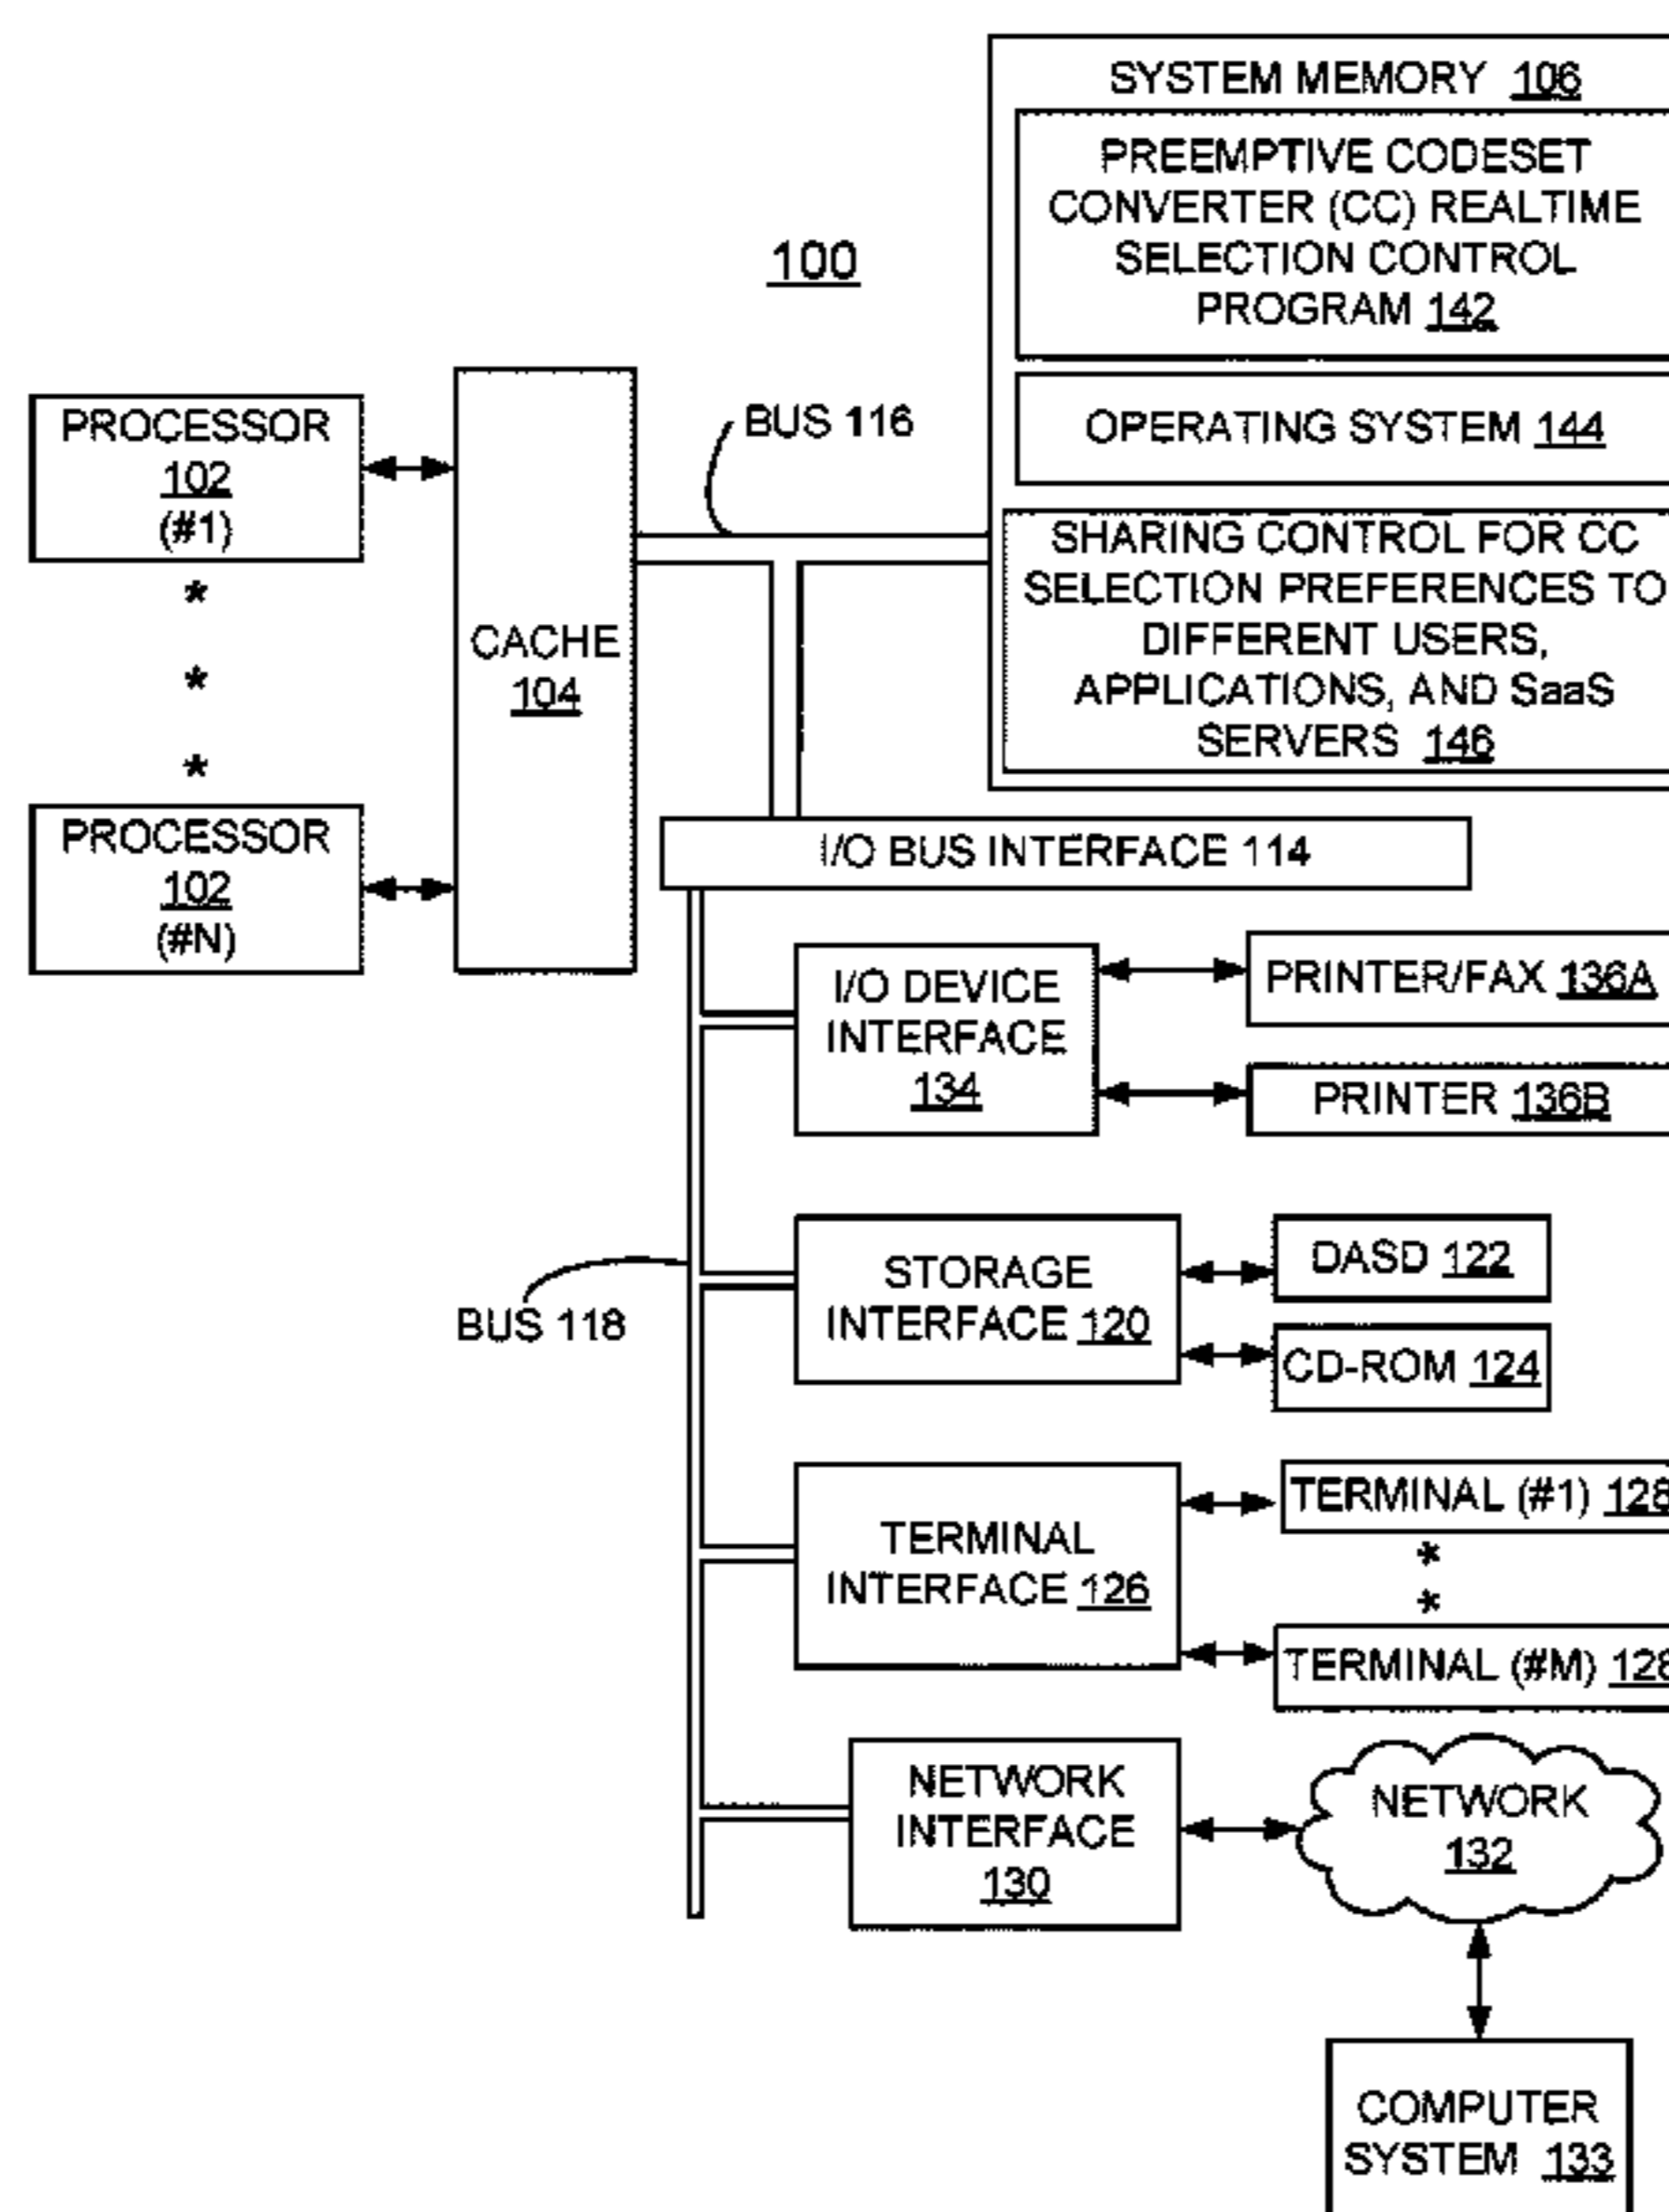 SYSTEM MEMORY 106
PREEMPTIVE CODESET
CONVERTER (CC) REALTIME
SELECTION CONTROL
PROGRAM 142
100
OPERATING SYSTEM 144
SHARING CONTROL FOR CC
SELECTION PREFERENCES TO
DIFFERENT USERS,
APPLICATIONS, AND SaaS
SERVERS 146
PROCESSOR
102
(#1)
*
*
*
PROCESSOR
102
(#N)
CACHE
104
BUS 116
I/O BUS INTERFACE 114
I/O DEVICE
INTERFACE
134
PRINTER/FAX 136A
PRINTER 136B
BUS 118
STORAGE
INTERFACE 120
DASD 122
CD-ROM 124
TERMINAL
INTERFACE 126
TERMINAL (#1) 128
*
*
TERMINAL (#M) 128
NETWORK
INTERFACE
130
NETWORK
132
COMPUTER
SYSTEM 133